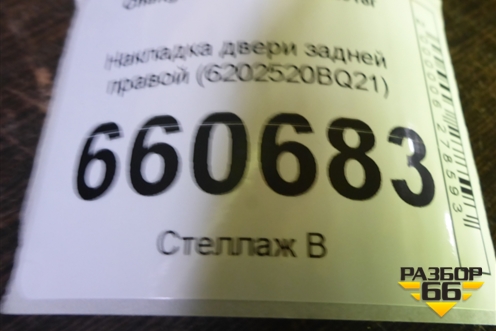 Накладка двери задней
правой (6202520BQ21)
660683
Стеллаж В
РАЗБОР
66